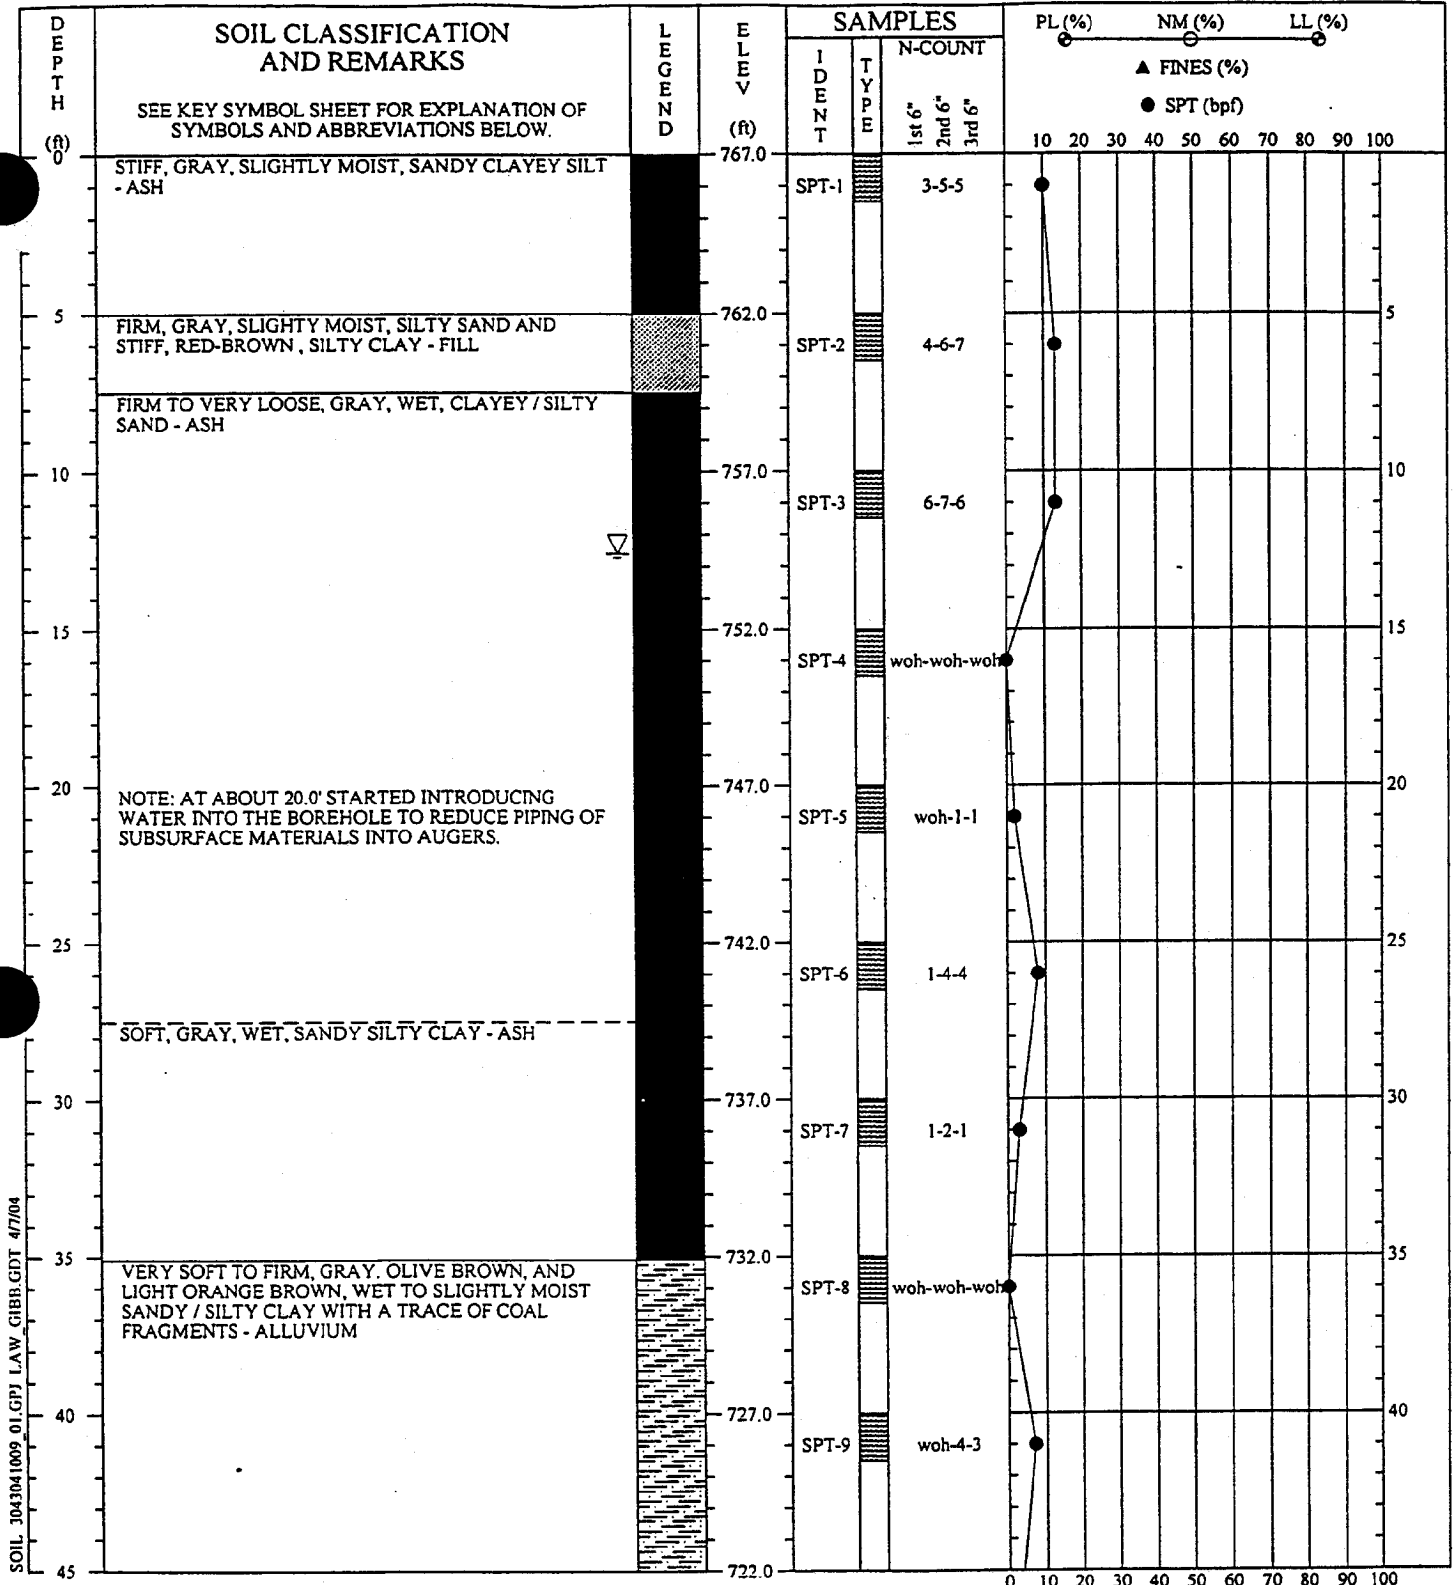 DEPTH (ft)
SOIL CLASSIFICATION
AND REMARKS
SEE KEY SYMBOL SHEET FOR EXPLANATION OF
SYMBOLS AND ABBREVIATIONS BELOW.
LEGEND
ELEV (ft)
SAMPLES
IDENT
TYPE
N-COUNT
1st 6"
2nd 6"
3rd 6"
PL (%) NM (%) LL (%)
▲ FINES (%)
● SPT (bpf)
10 20 30 40 50 60 70 80 90 100
0
STIFF, GRAY, SLIGHTLY MOIST, SANDY CLAYEY SILT
- ASH
767.0
SPT-1 3-5-5
5
FIRM, GRAY, SLIGHTY MOIST, SILTY SAND AND
STIFF, RED-BROWN , SILTY CLAY - FILL
762.0
SPT-2 4-6-7
5
FIRM TO VERY LOOSE, GRAY, WET, CLAYEY / SILTY
SAND - ASH
10
757.0
SPT-3 6-7-6
10
15
752.0
SPT-4 woh-woh-woh
15
20
NOTE: AT ABOUT 20.0' STARTED INTRODUCING
WATER INTO THE BOREHOLE TO REDUCE PIPING OF
SUBSURFACE MATERIALS INTO AUGERS.
747.0
SPT-5 woh-1-1
20
25
742.0
SPT-6 1-4-4
25
SOFT, GRAY, WET, SANDY SILTY CLAY - ASH
30
737.0
SPT-7 1-2-1
30
35
VERY SOFT TO FIRM, GRAY, OLIVE BROWN, AND
LIGHT ORANGE BROWN, WET TO SLIGHTLY MOIST
SANDY / SILTY CLAY WITH A TRACE OF COAL
FRAGMENTS - ALLUVIUM
732.0
SPT-8 woh-woh-woh
35
40
727.0
SPT-9 woh-4-3
40
45
722.0
0 10 20 30 40 50 60 70 80 90 100
SOIL 3043041009_01.GPJ LAW_GIBB.GDT 4/7/04